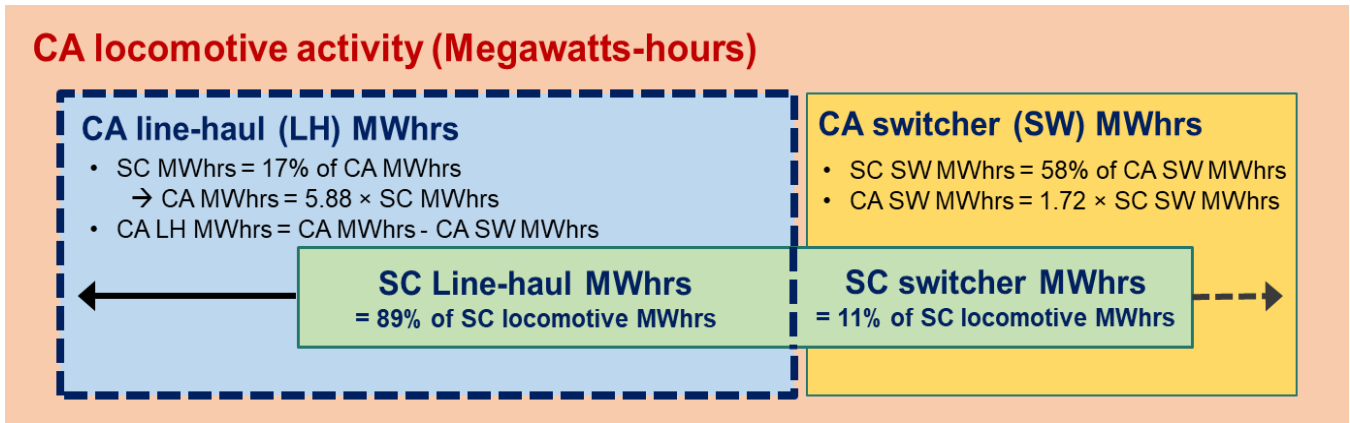 CA locomotive activity (Megawatts-hours)
CA line-haul (LH) MWhrs
• SC MWhrs = 17% of CA MWhrs
→ CA MWhrs = 5.88 × SC MWhrs
• CA LH MWhrs = CA MWhrs - CA SW MWhrs
CA switcher (SW) MWhrs
• SC SW MWhrs = 58% of CA SW MWhrs
• CA SW MWhrs = 1.72 × SC SW MWhrs
SC Line-haul MWhrs
= 89% of SC locomotive MWhrs
SC switcher MWhrs
= 11% of SC locomotive MWhrs